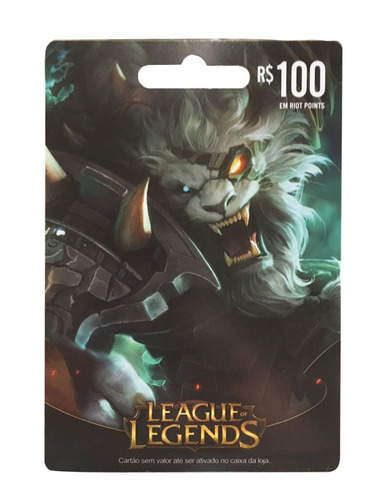 R$ 100
EM RIOT POINTS
LEAGUE OF
LEGENDS
Cartão sem valor até ser ativado no caixa da loja.